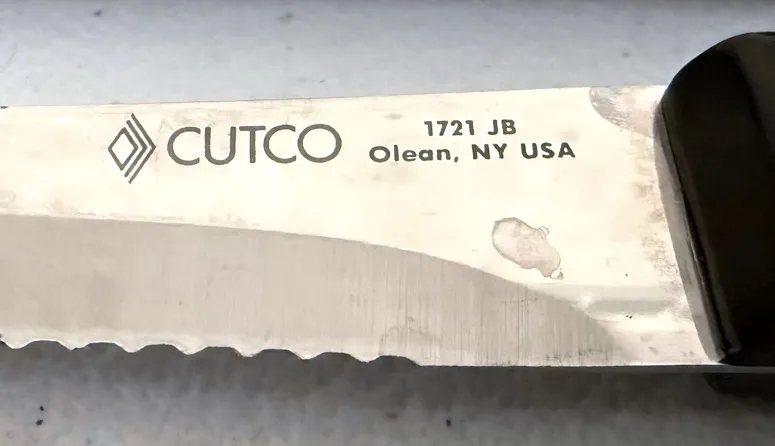 CUTCO
1721 JB
Olean, NY USA